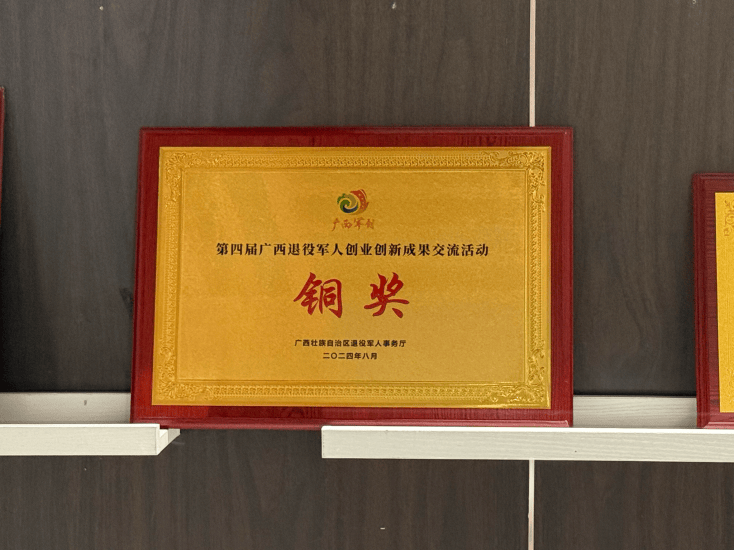 广西军创
第四届广西退役军人创业创新成果交流活动
铜奖
广西壮族自治区退役军人事务厅
二〇二四年八月